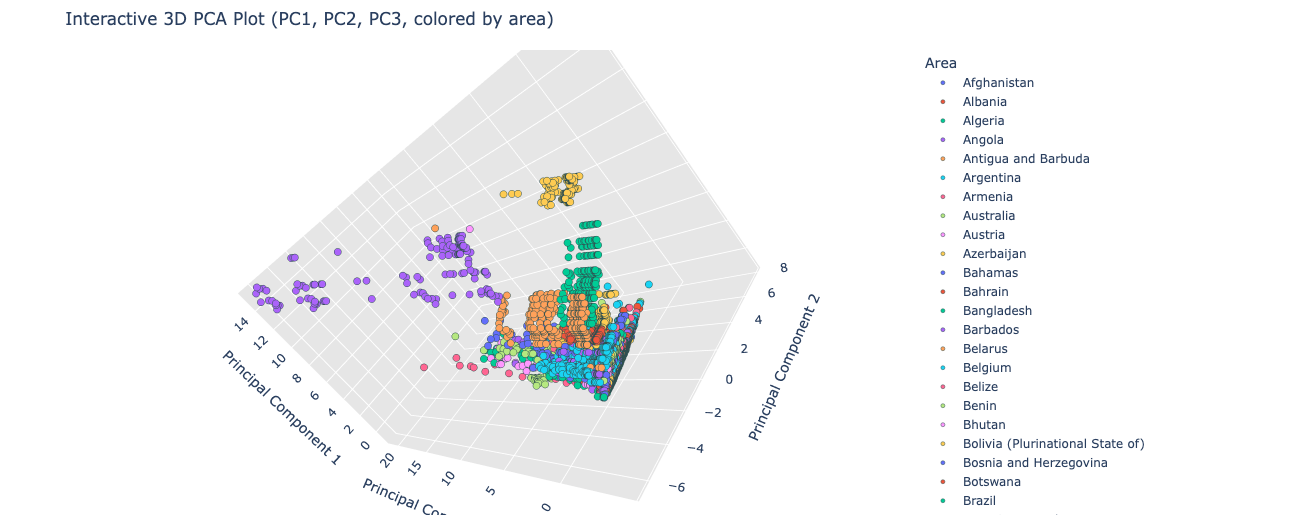 Interactive 3D PCA Plot (PC1, PC2, PC3, colored by area)
Area
Afghanistan
Albania
Algeria
Angola
Antigua and Barbuda
Argentina
Armenia
Australia
Austria
Azerbaijan
Bahamas
Bahrain
Bangladesh
Barbados
Belarus
Belgium
Belize
Benin
Bhutan
Bolivia (Plurinational State of)
Bosnia and Herzegovina
Botswana
Brazil
14
12
10
8
6
4
2
0
Principal Component 1
20
15
10
5
0
Principal
8
6
4
2
0
−2
−4
−6
Principal Component 2